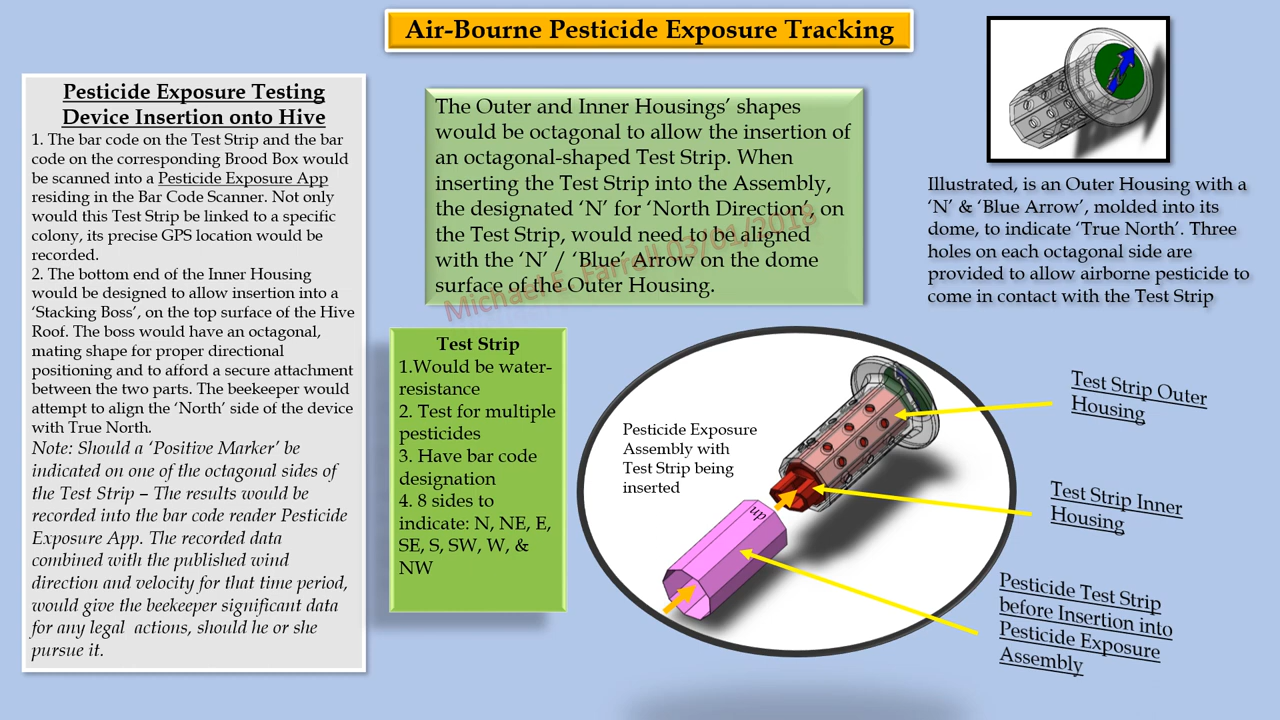 Air-Bourne Pesticide Exposure Tracking
Pesticide Exposure Testing
Device Insertion onto Hive
1. The bar code on the Test Strip and the bar
code on the corresponding Brood Box would
be scanned into a Pesticide Exposure App
residing in the Bar Code Scanner. Not only
would this Test Strip be linked to a specific
colony, its precise GPS location would be
recorded.
2. The bottom end of the Inner Housing
would be designed to allow insertion into a
‘Stacking Boss’, on the top surface of the Hive
Roof. The boss would have an octagonal,
mating shape for proper directional
positioning and to afford a secure attachment
between the two parts. The beekeeper would
attempt to align the ‘North’ side of the device
with True North.
Note: Should a ‘Positive Marker’ be
indicated on one of the octagonal sides of
the Test Strip – The results would be
recorded into the bar code reader Pesticide
Exposure App. The recorded data
combined with the published wind
direction and velocity for that time period,
would give the beekeeper significant data
for any legal actions, should he or she
pursue it.
The Outer and Inner Housings’ shapes
would be octagonal to allow the insertion of
an octagonal-shaped Test Strip. When
inserting the Test Strip into the Assembly,
the designated ‘N’ for ‘North Direction’, on
the Test Strip, would need to be aligned
with the ‘N’ / ‘Blue’ Arrow on the dome
surface of the Outer Housing.
Michael E. Farrell 03/01/2018
Test Strip
1.Would be water-
resistance
2. Test for multiple
pesticides
3. Have bar code
designation
4. 8 sides to
indicate: N, NE, E,
SE, S, SW, W, &
NW
N
Illustrated, is an Outer Housing with a
‘N’ & ‘Blue Arrow’, molded into its
dome, to indicate ‘True North’. Three
holes on each octagonal side are
provided to allow airborne pesticide to
come in contact with the Test Strip
Pesticide Exposure
Assembly with
Test Strip being
inserted
up
Test Strip Outer
Housing
Test Strip Inner
Housing
Pesticide Test Strip
before Insertion into
Pesticide Exposure
Assembly